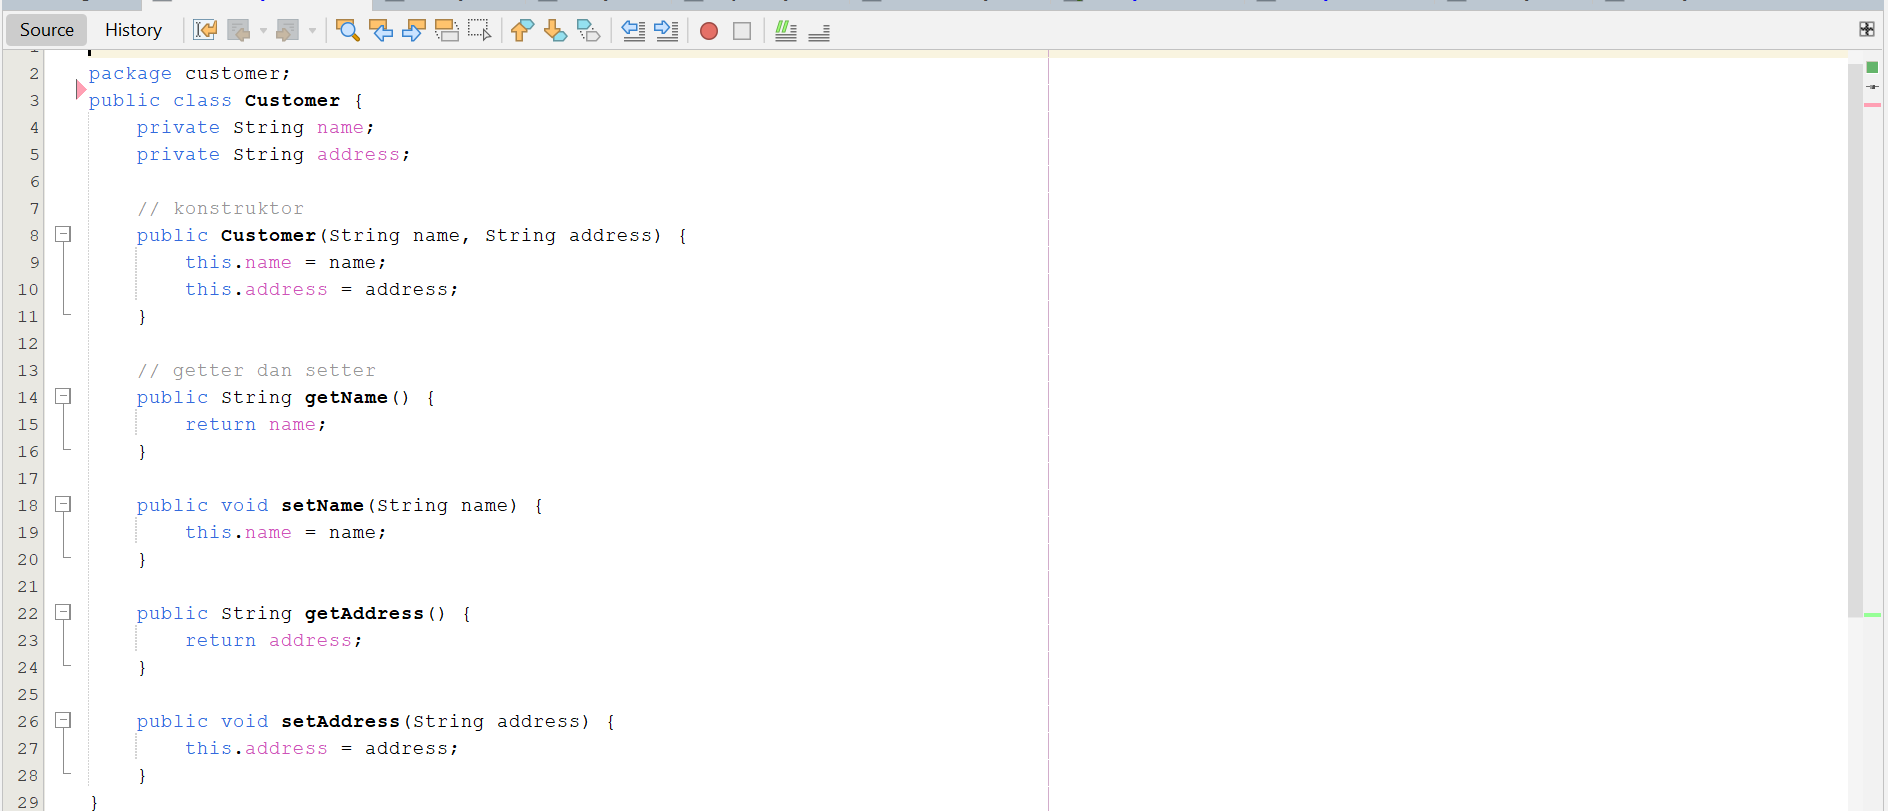 Source History
1
2 package customer;
3 public class Customer {
4 private String name;
5 private String address;
6
7 // konstruktor
8 public Customer(String name, String address) {
9 this.name = name;
10 this.address = address;
11 }
12
13 // getter dan setter
14 public String getName() {
15 return name;
16 }
17
18 public void setName(String name) {
19 this.name = name;
20 }
21
22 public String getAddress() {
23 return address;
24 }
25
26 public void setAddress(String address) {
27 this.address = address;
28 }
29 }